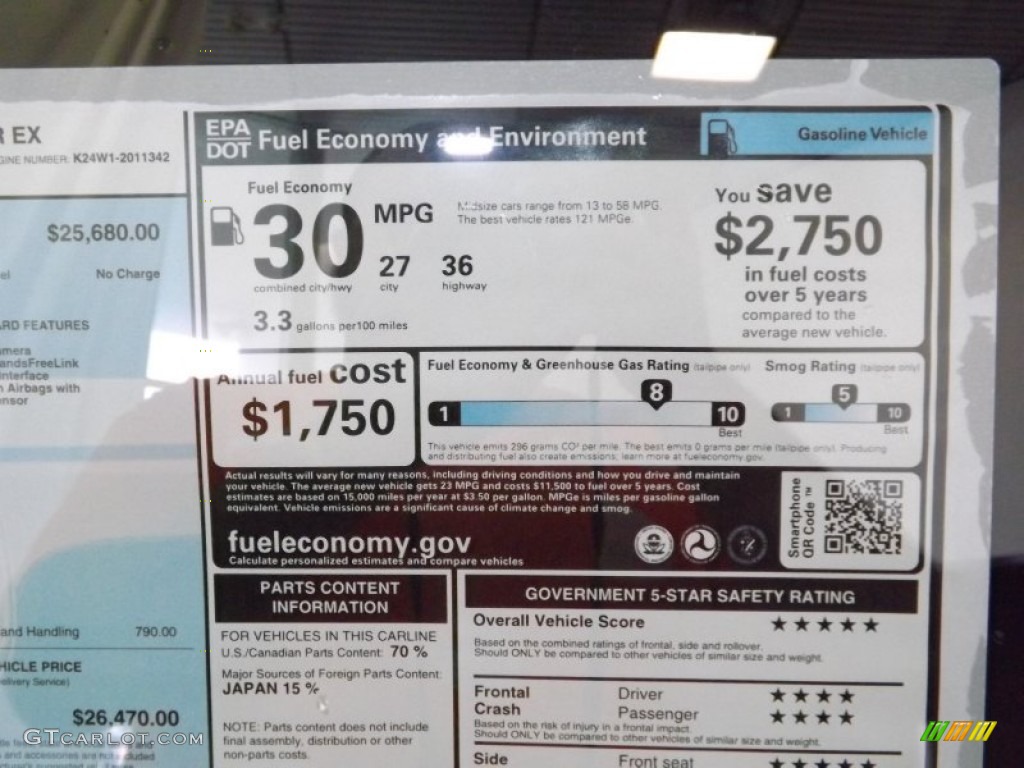 R EX
GINE NUMBER: K24W1-2011342
$25,680.00
el No Charge
ARD FEATURES
amera
andsFreeLink
Interface
n Airbags with
ensor
and Handling 790.00
HICLE PRICE
elivery Service)
$26,470.00
and accessories are not included
EPA
DOT
Fuel Economy and Environment
Gasoline Vehicle
Fuel Economy
30 MPG
combined city/hwy
27
city
36
highway
3.3 gallons per 100 miles
Midsize cars range from 13 to 58 MPG.
The best vehicle rates 121 MPGe.
You save
$2,750
in fuel costs
over 5 years
compared to the
average new vehicle.
Annual fuel cost
$1,750
Fuel Economy & Greenhouse Gas Rating (tailpipe only)
1 8 10
Best
Smog Rating (tailpipe only)
1 5 10
Best
This vehicle emits 296 grams CO² per mile. The best emits 0 grams per mile (tailpipe only). Producing
and distributing fuel also create emissions; learn more at fueleconomy.gov.
Actual results will vary for many reasons, including driving conditions and how you drive and maintain
your vehicle. The average new vehicle gets 23 MPG and costs $11,500 to fuel over 5 years. Cost
estimates are based on 15,000 miles per year at $3.50 per gallon. MPGe is miles per gasoline gallon
equivalent. Vehicle emissions are a significant cause of climate change and smog.
fueleconomy.gov
Calculate personalized estimates and compare vehicles
Smartphone
QR Code™
PARTS CONTENT
INFORMATION
FOR VEHICLES IN THIS CARLINE
U.S./Canadian Parts Content: 70 %
Major Sources of Foreign Parts Content:
JAPAN 15 %
NOTE: Parts content does not include
final assembly, distribution or other
non-parts costs.
GOVERNMENT 5-STAR SAFETY RATING
Overall Vehicle Score ★★★★★
Based on the combined ratings of frontal, side and rollover.
Should ONLY be compared to other vehicles of similar size and weight.
Frontal Driver ★★★★
Crash Passenger ★★★★
Based on the risk of injury in a frontal impact.
Should ONLY be compared to other vehicles of similar size and weight.
Side Front seat ★★★★★
GTcarlot.com